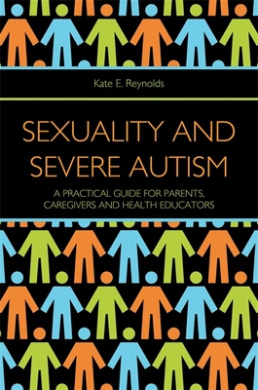 Kate E. Reynolds
SEXUALITY AND
SEVERE AUTISM
A PRACTICAL GUIDE FOR PARENTS,
CAREGIVERS AND HEALTH EDUCATORS